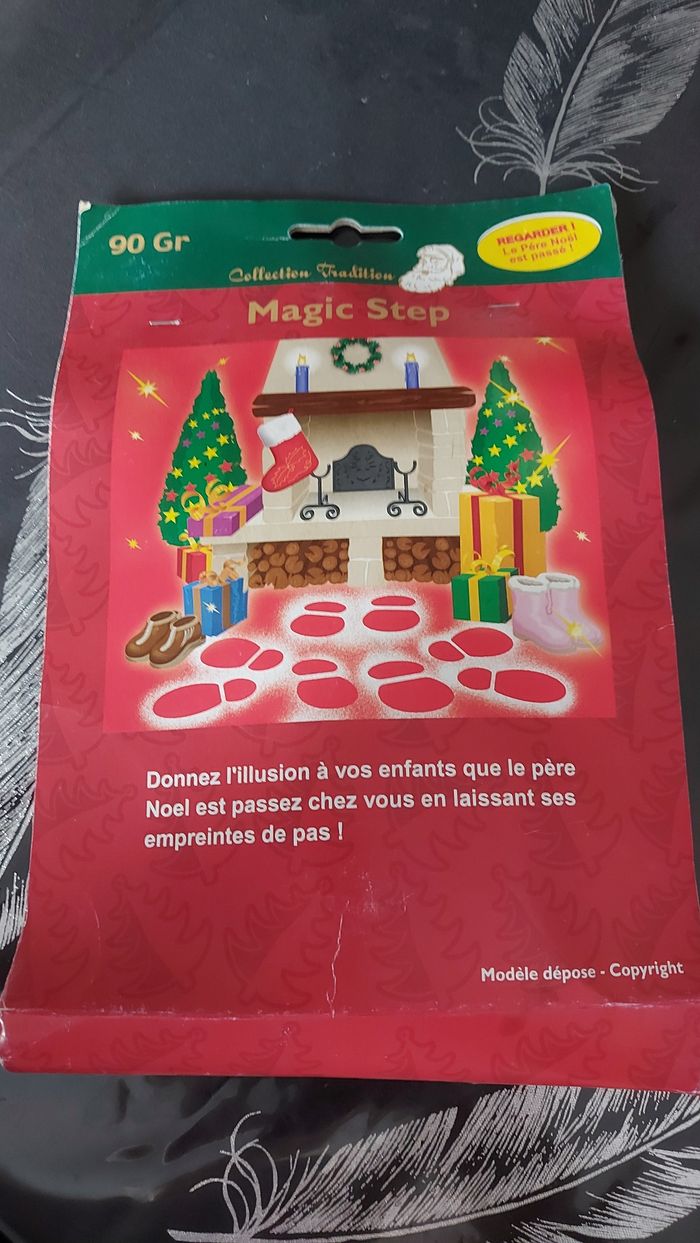 90 Gr
REGARDER !
Le Père Noël
est passé !
Collection Tradition
Magic Step
Donnez l'illusion à vos enfants que le père
Noel est passez chez vous en laissant ses
empreintes de pas !
Modèle dépose - Copyright